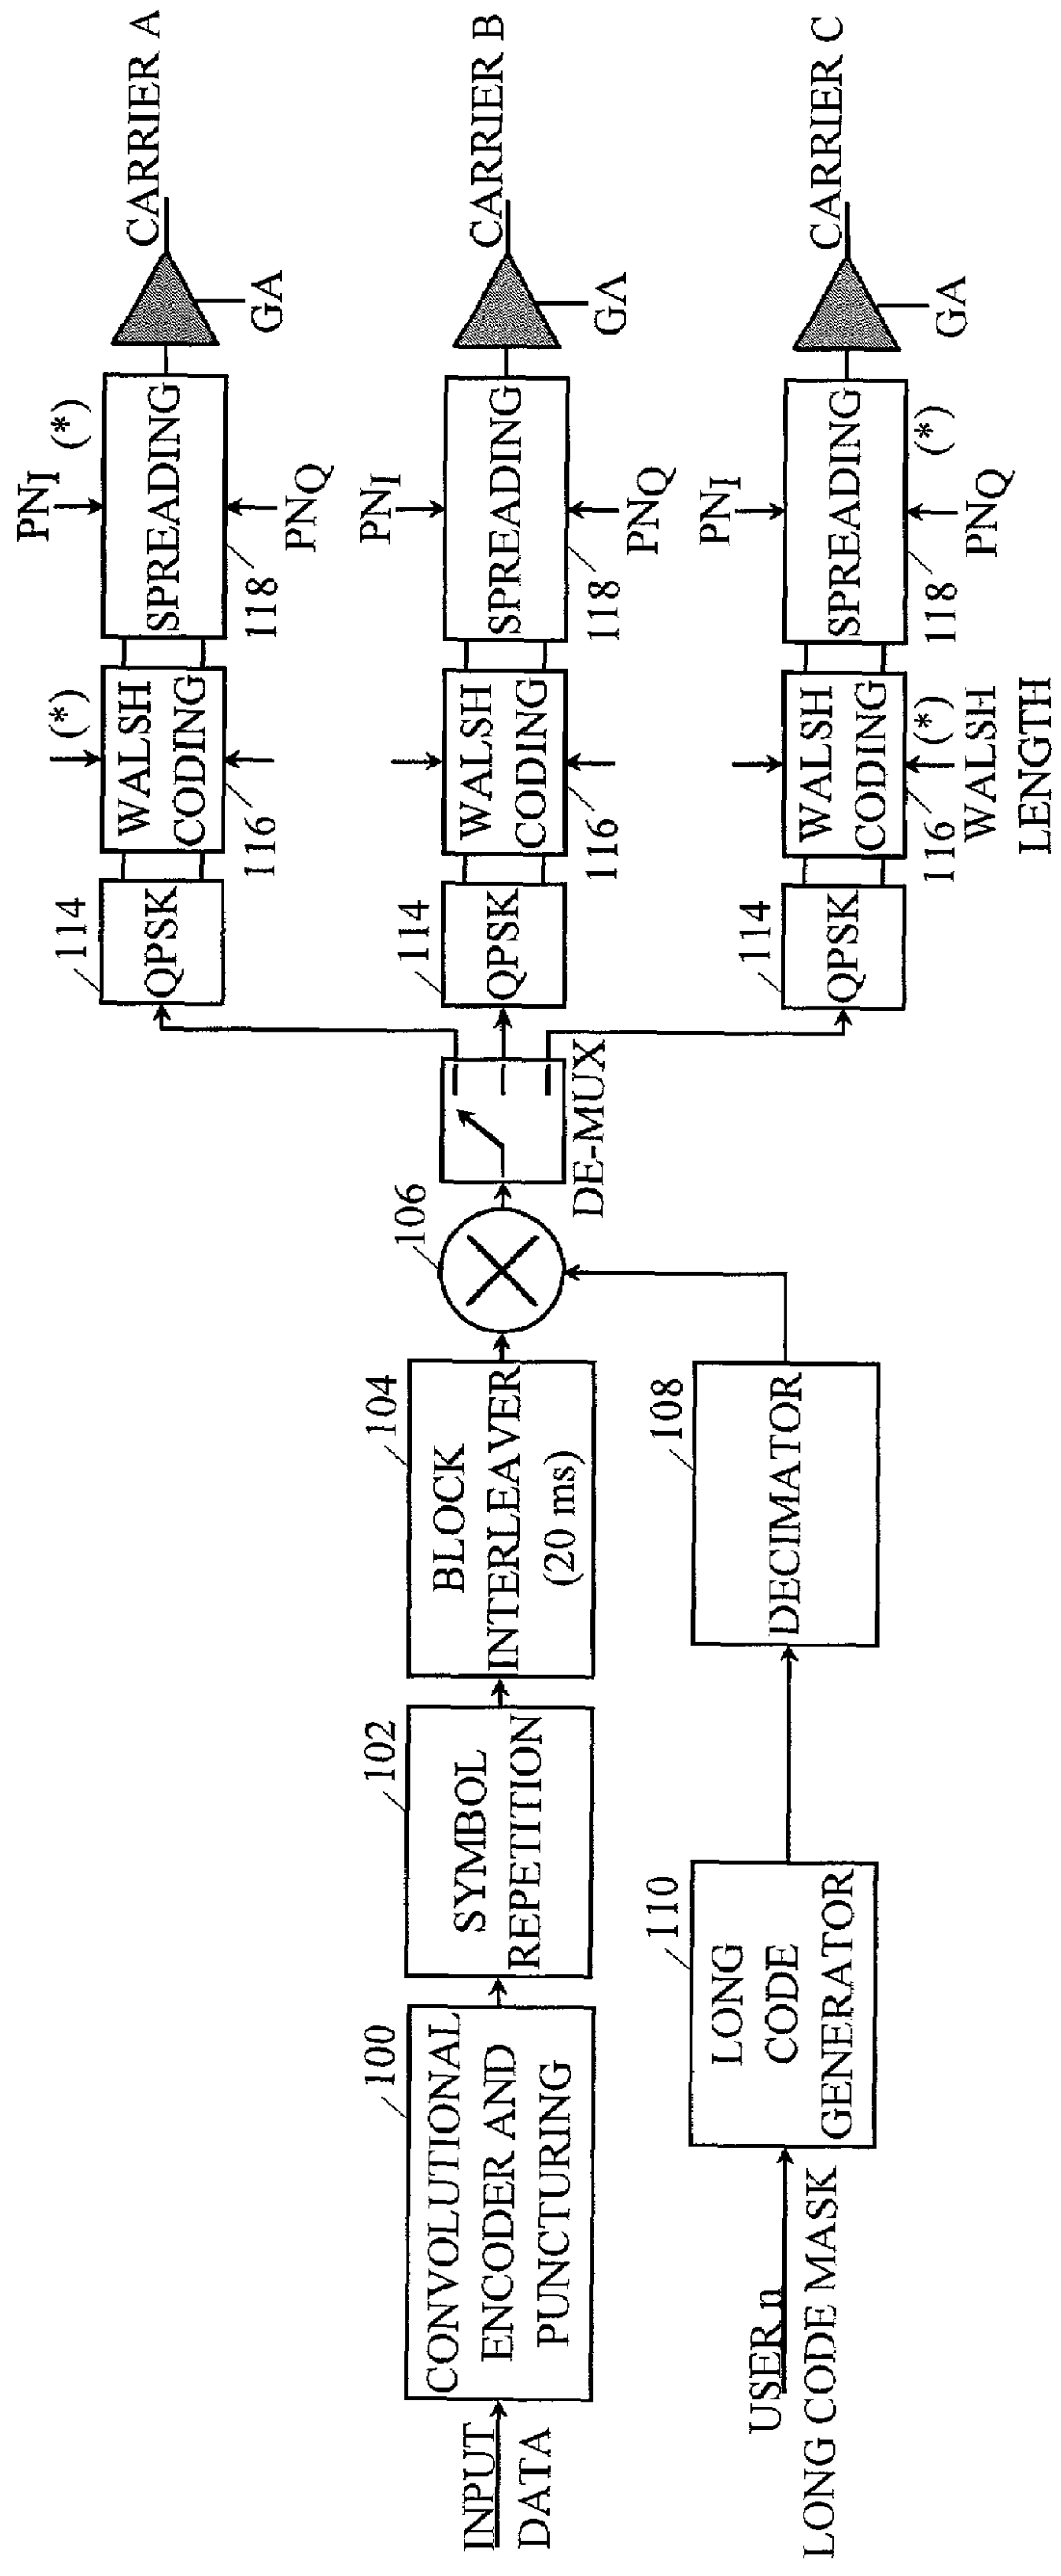 INPUT
DATA
100
CONVOLUTIONAL
ENCODER AND
PUNCTURING
102
SYMBOL
REPETITION
104
BLOCK
INTERLEAVER
(20 ms)
106
USER n
LONG CODE MASK
110
LONG
CODE
GENERATOR
108
DECIMATOR
DE-MUX
114
QPSK
(*)
WALSH
CODING
116
PNI
(*)
SPREADING
118
PNQ
GA
CARRIER A
114
QPSK
WALSH
CODING
116
PNI
SPREADING
118
PNQ
GA
CARRIER B
114
QPSK
WALSH
CODING
116
(*)
WALSH
LENGTH
PNI
SPREADING
118
(*)
PNQ
GA
CARRIER C